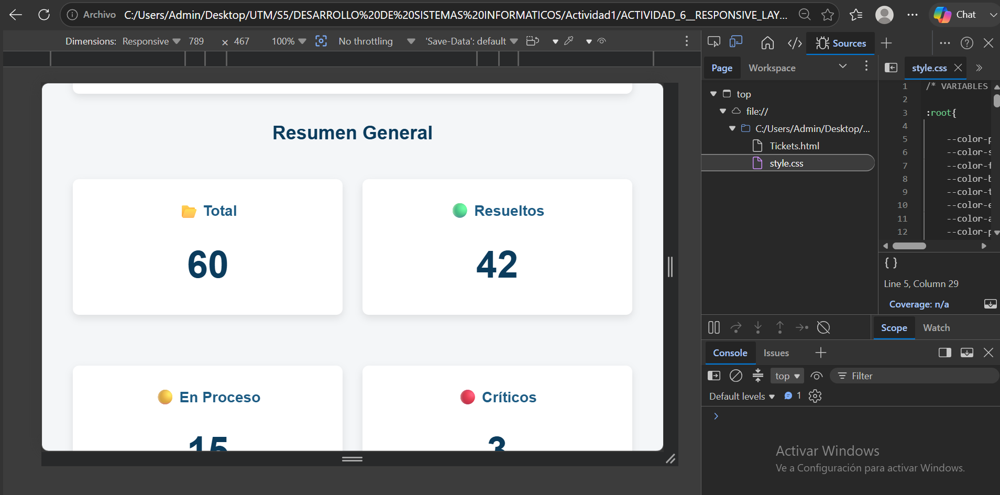 Archivo C:/Users/Admin/Desktop/UTM/S5/DESARROLLO%20DE%20SISTEMAS%20INFORMATICOS/Actividad1/ACTIVIDAD_6__RESPONSIVE_LAY... Chat
Dimensions: Responsive 789 × 467 100% No throttling 'Save-Data': default
Sources
Page Workspace
style.css
top
file://
C:/Users/Admin/Desktop/...
Tickets.html
style.css
1 /* VARIABLES
2
3 :root{
4
5 --color-p
6 --color-s
7 --color-f
8 --color-b
9 --color-t
10 --color-e
11 --color-a
12 --color-p
{ }
Line 5, Column 29
Coverage: n/a
Scope Watch
Console Issues
top Filter
Default levels 1
Resumen General
Total
60
Resueltos
42
En Proceso
15
Críticos
3
Activar Windows
Ve a Configuración para activar Windows.